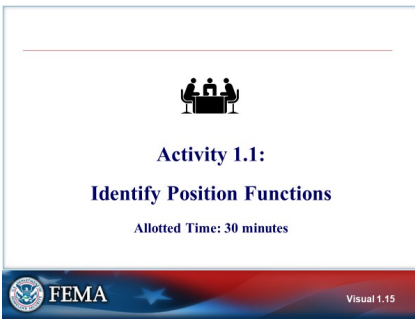 Activity 1.1:
Identify Position Functions
Allotted Time: 30 minutes
FEMA
Visual 1.15